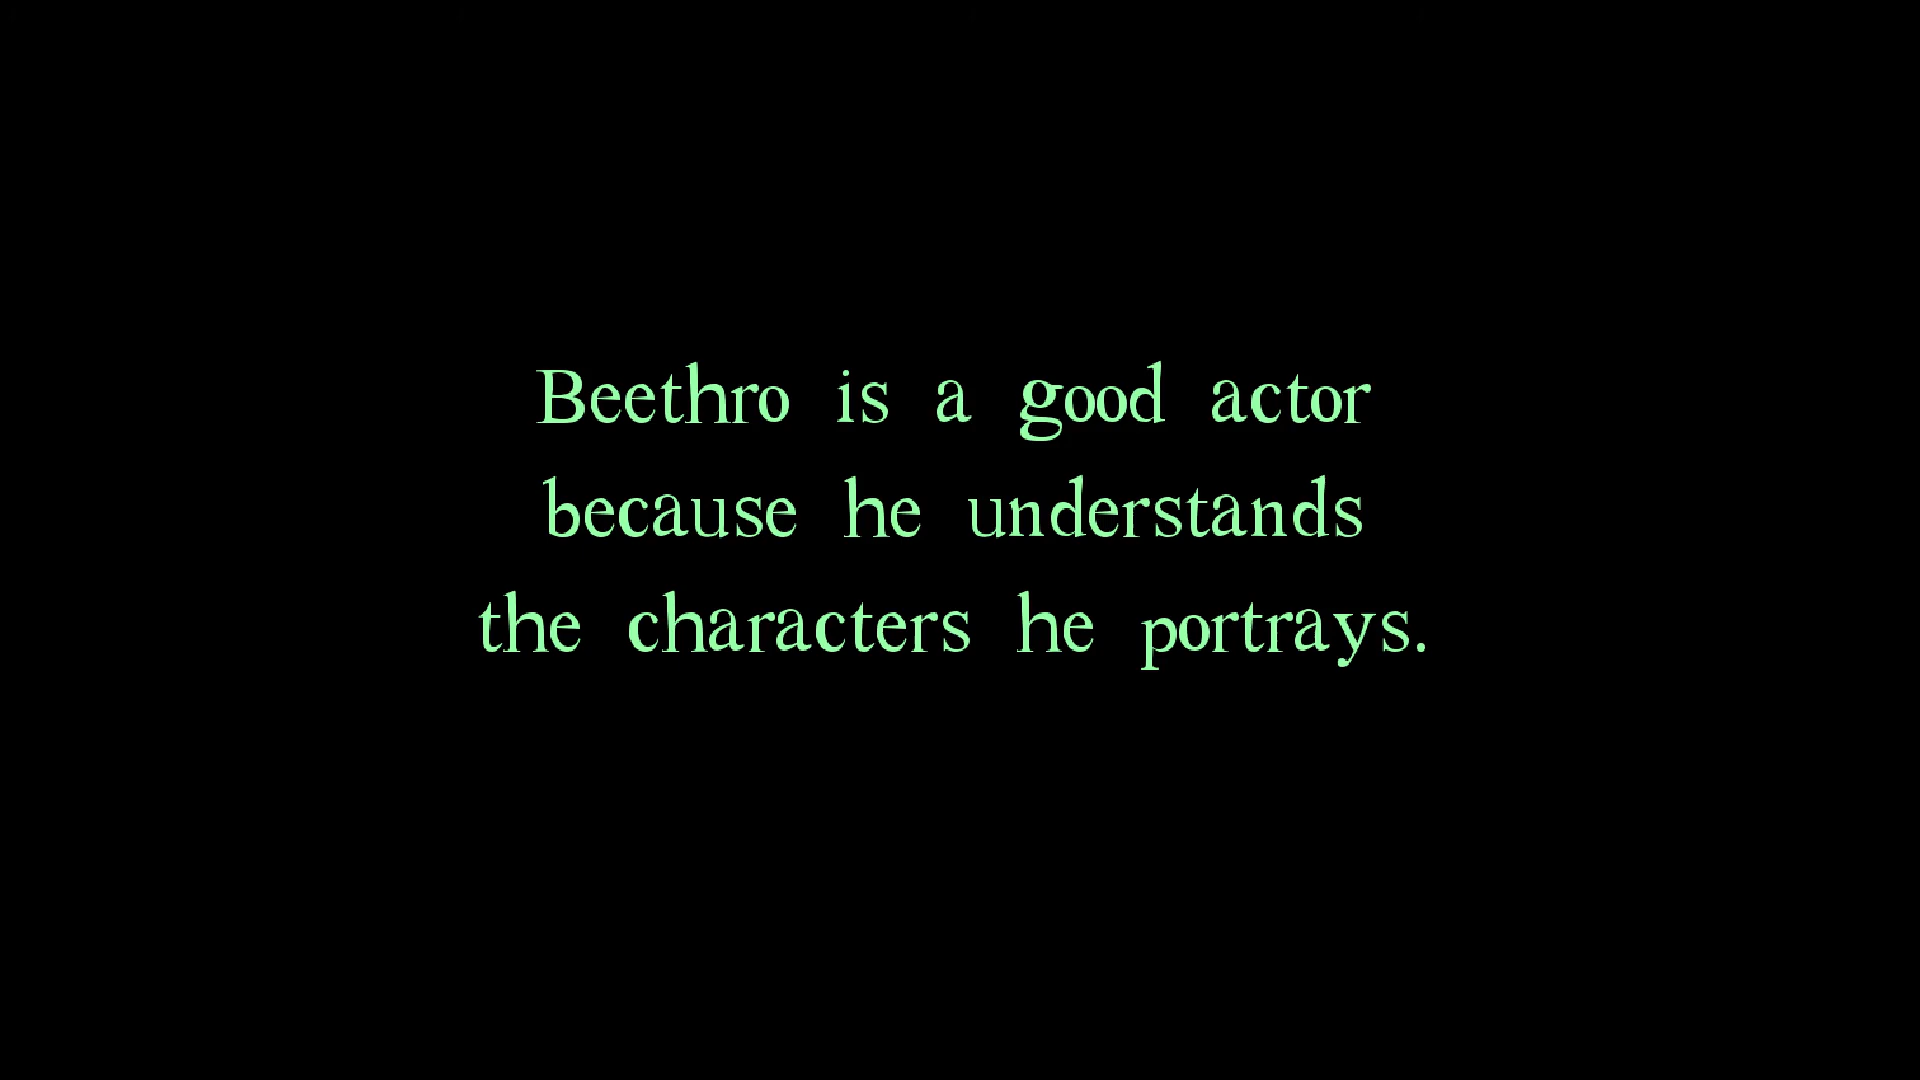 Beethro is a good actor
because he understands
the characters he portrays.